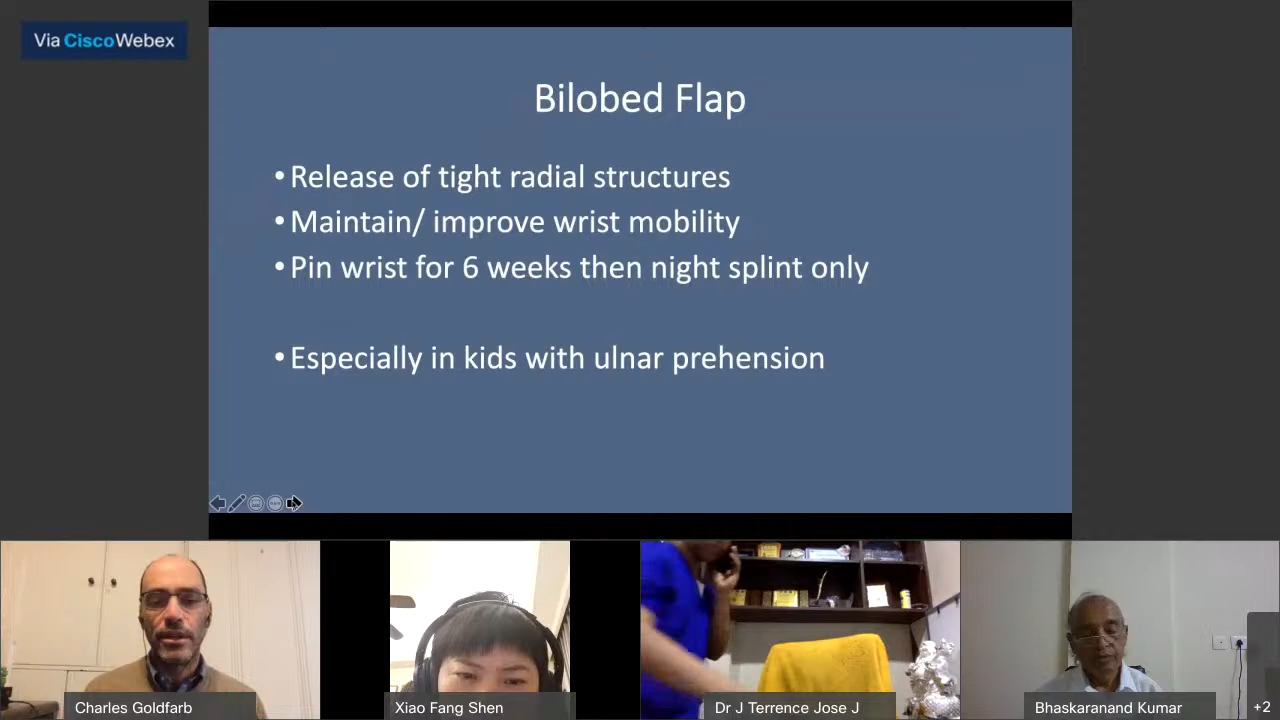 Via CiscoWebex
Bilobed Flap
• Release of tight radial structures
• Maintain/ improve wrist mobility
• Pin wrist for 6 weeks then night splint only
• Especially in kids with ulnar prehension
Charles Goldfarb
Xiao Fang Shen
Dr J Terrence Jose J
Bhaskaranand Kumar
+2